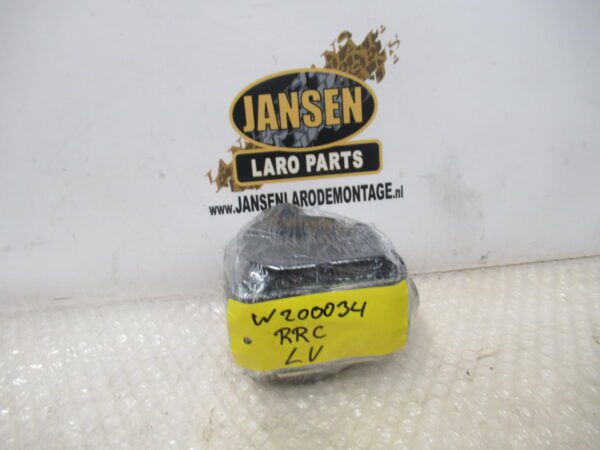 JANSEN
LARO PARTS
www.JANSENLARODEMONTAGE.nl
W200034
RRC
LV